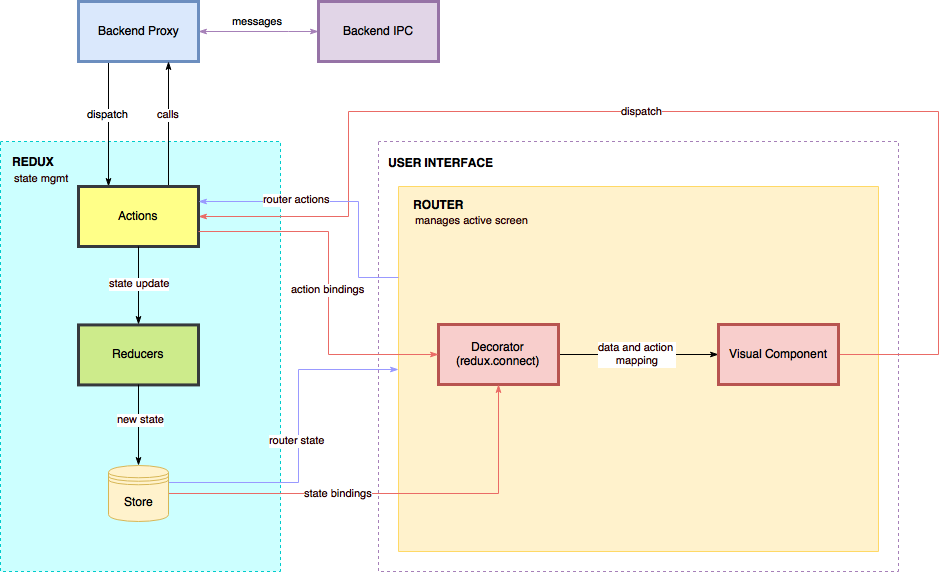 Backend Proxy
messages
Backend IPC
dispatch
calls
dispatch
REDUX
state mgmt
USER INTERFACE
Actions
router actions
ROUTER
manages active screen
state update
action bindings
Reducers
Decorator
(redux.connect)
data and action
mapping
Visual Component
new state
router state
Store
state bindings